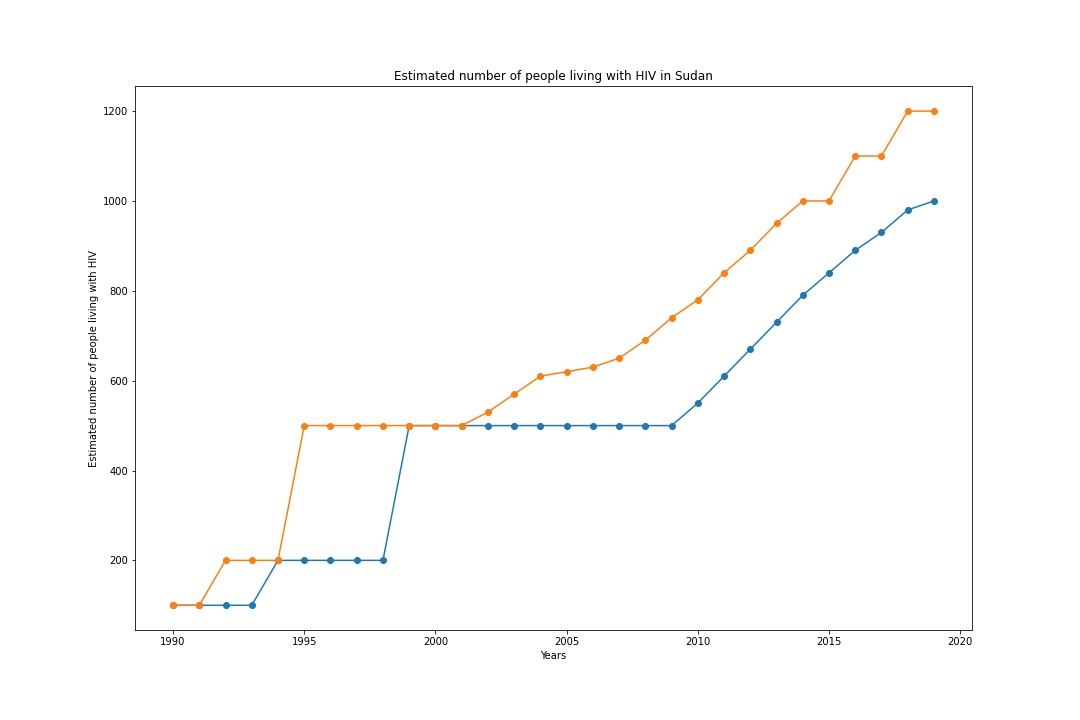 Estimated number of people living with HIV in Sudan
Estimated number of people living with HIV
1200
1000
800
600
400
200
1990 1995 2000 2005 2010 2015 2020
Years